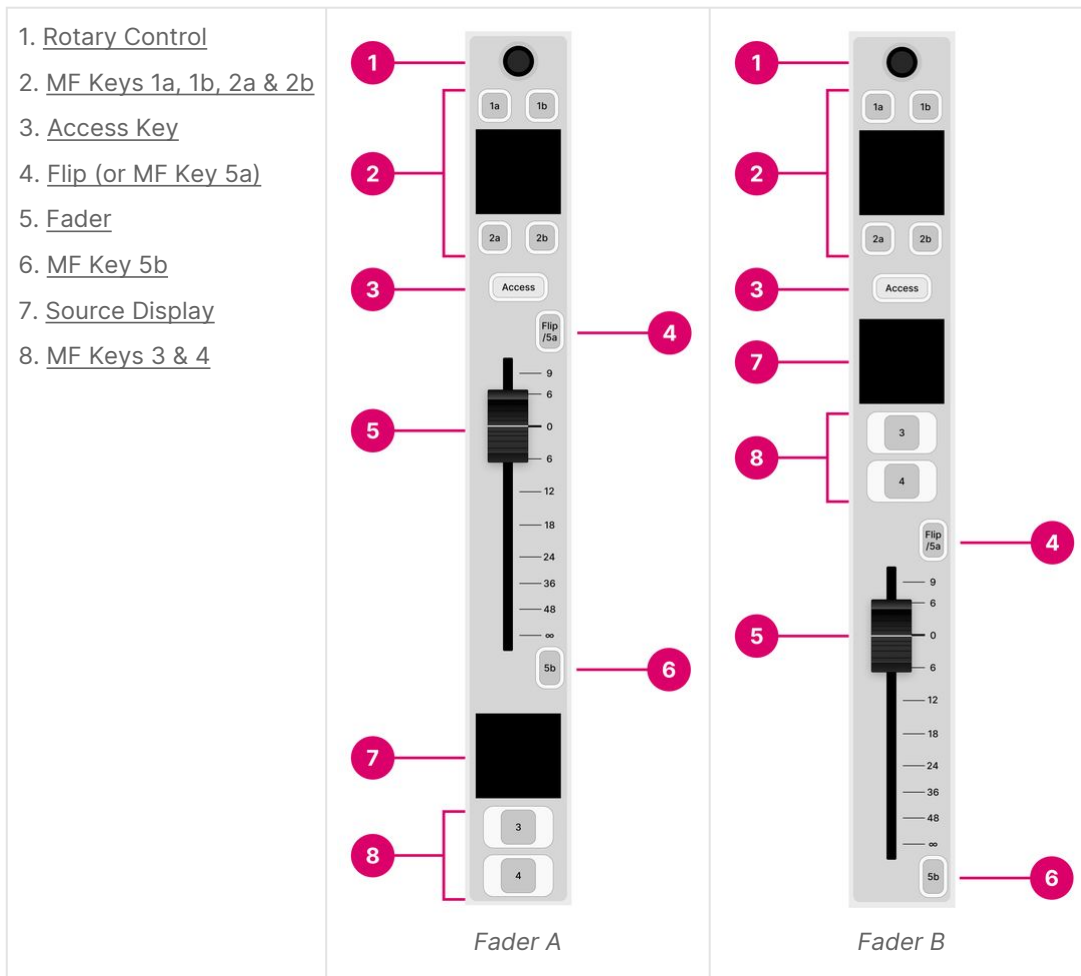 1. Rotary Control
2. MF Keys 1a, 1b, 2a & 2b
3. Access Key
4. Flip (or MF Key 5a)
5. Fader
6. MF Key 5b
7. Source Display
8. MF Keys 3 & 4
1
1a 1b
2
2a 2b
3
Access
Flip
/5a
4
9
6
5
0
6
12
18
24
36
48
∞
5b
6
7
3
8
4
Fader A
1
1a 1b
2
2a 2b
3
Access
7
3
8
4
Flip
/5a
4
9
6
5
0
6
12
18
24
36
48
∞
5b
6
Fader B